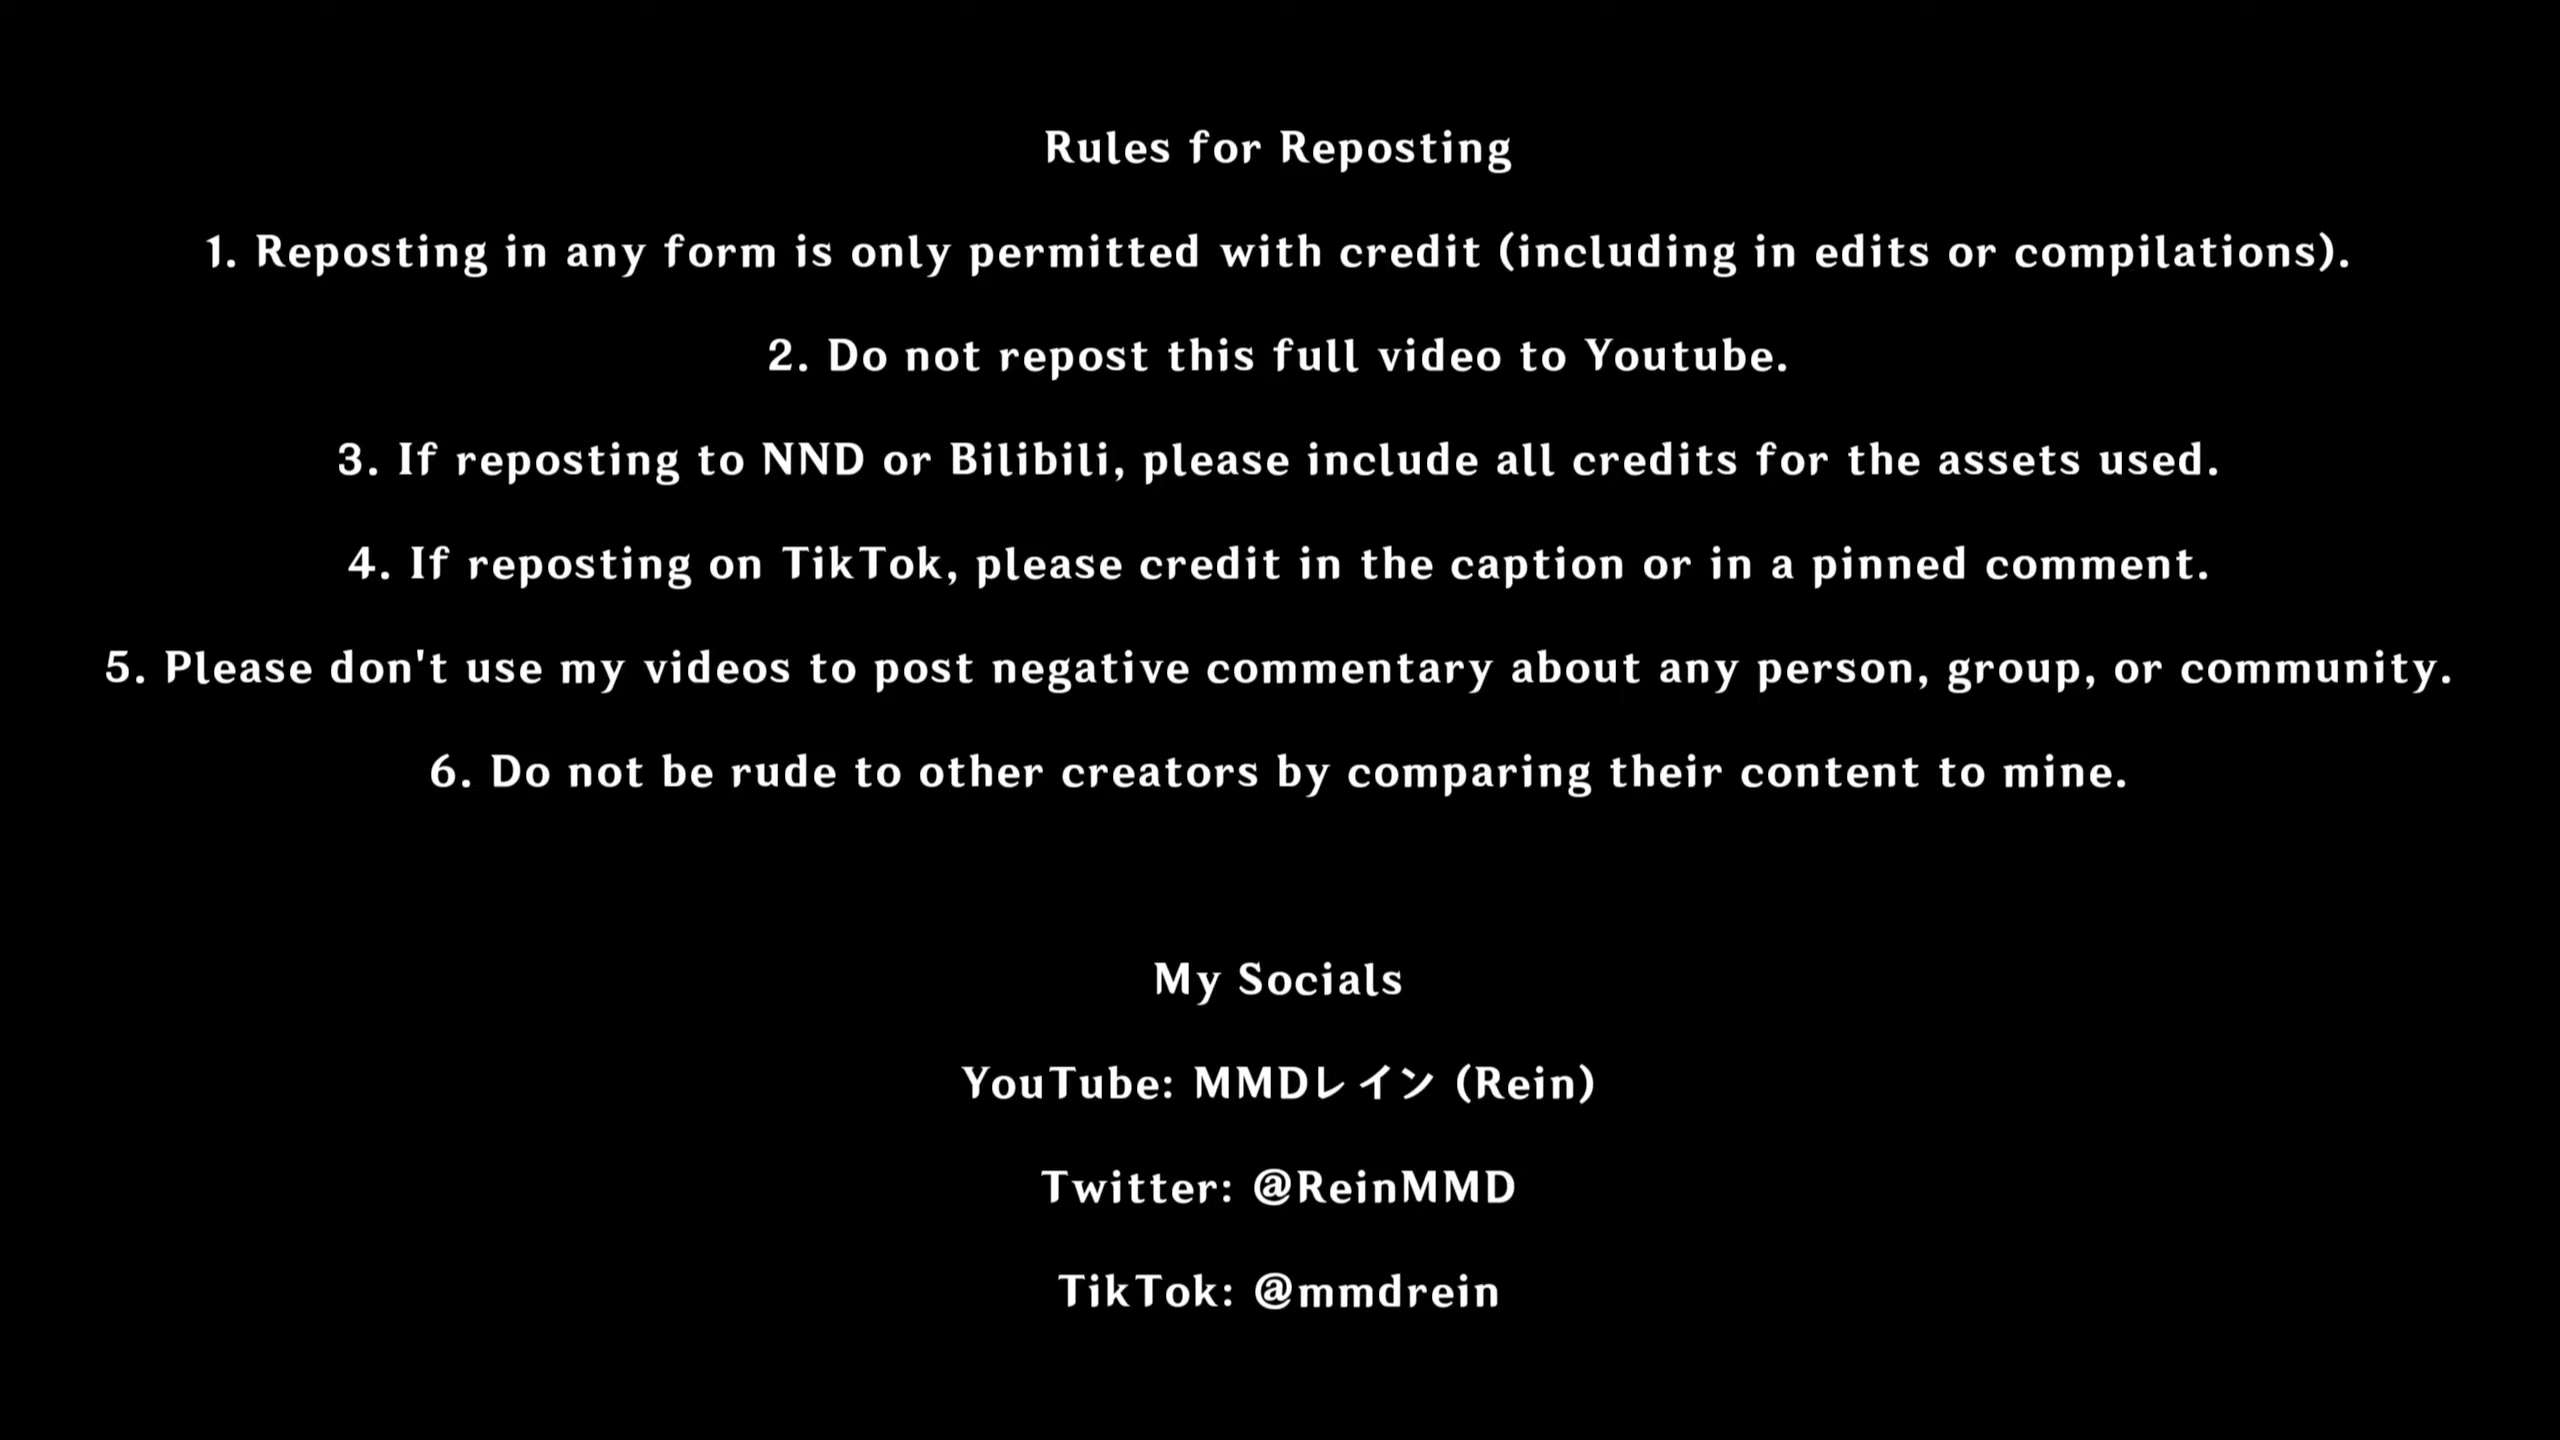 Rules for Reposting
1. Reposting in any form is only permitted with credit (including in edits or compilations).
2. Do not repost this full video to Youtube.
3. If reposting to NND or Bilibili, please include all credits for the assets used.
4. If reposting on TikTok, please credit in the caption or in a pinned comment.
5. Please don't use my videos to post negative commentary about any person, group, or community.
6. Do not be rude to other creators by comparing their content to mine.
My Socials
YouTube: MMDレイン (Rein)
Twitter: @ReinMMD
TikTok: @mmdrein